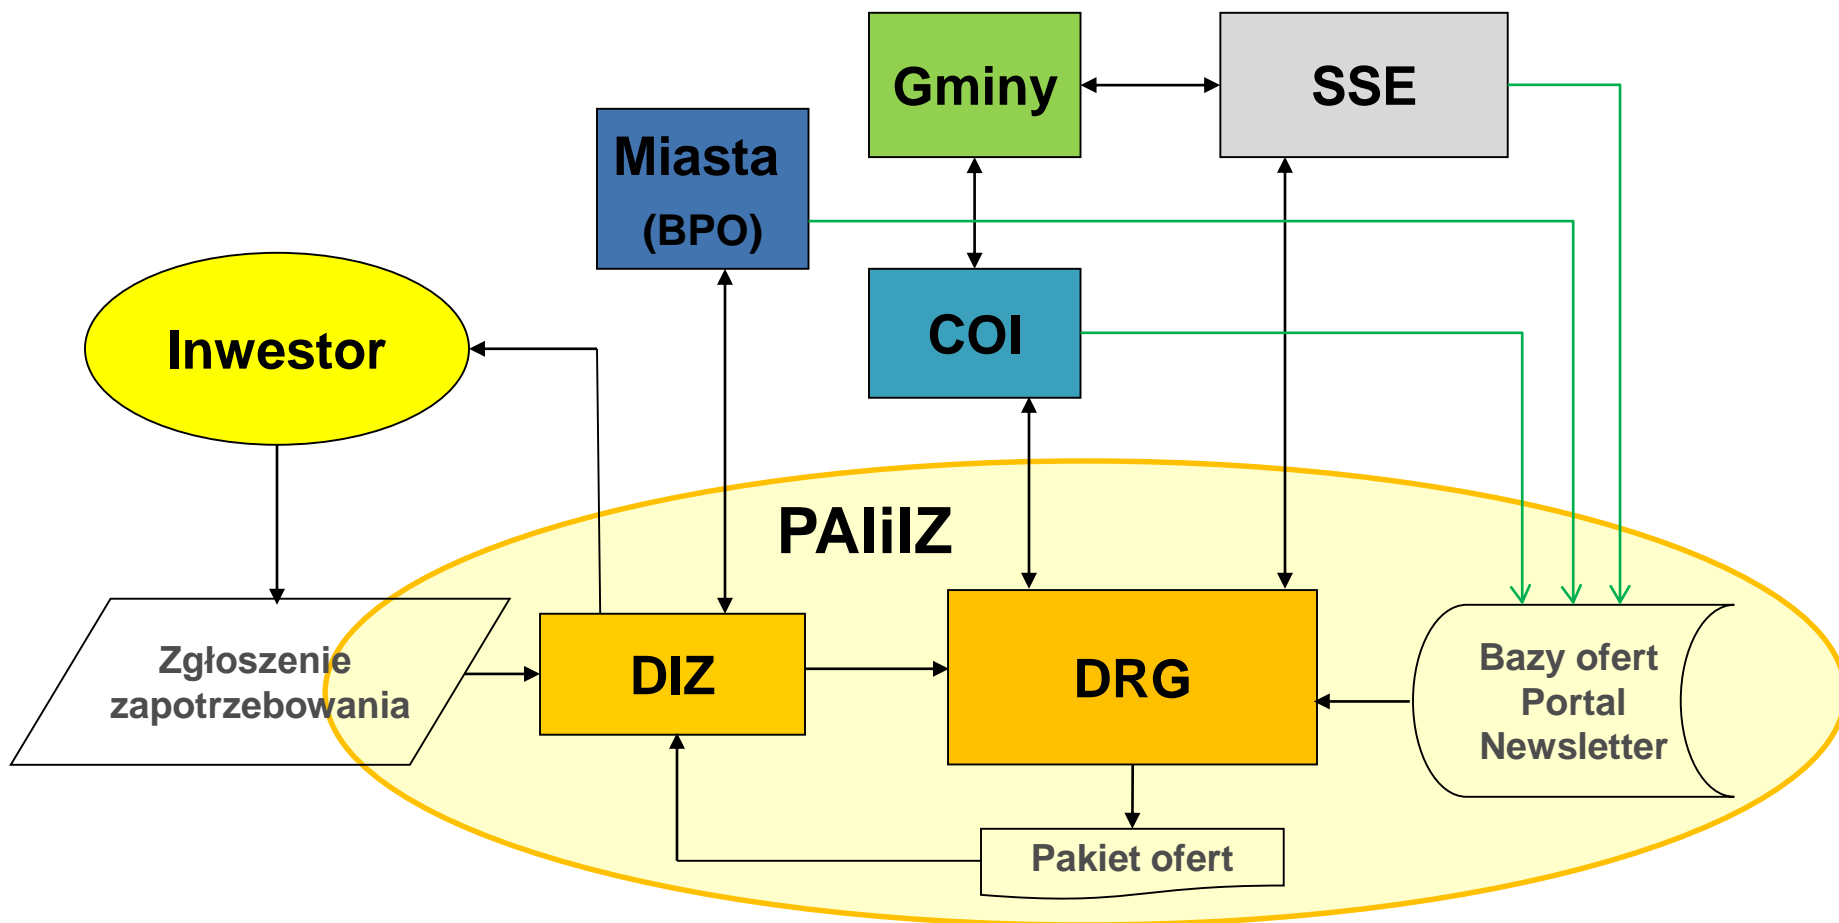 Gminy
SSE
Miasta
(BPO)
COI
Inwestor
PAIiIZ
Zgłoszenie
zapotrzebowania
DIZ
DRG
Bazy ofert
Portal
Newsletter
Pakiet ofert